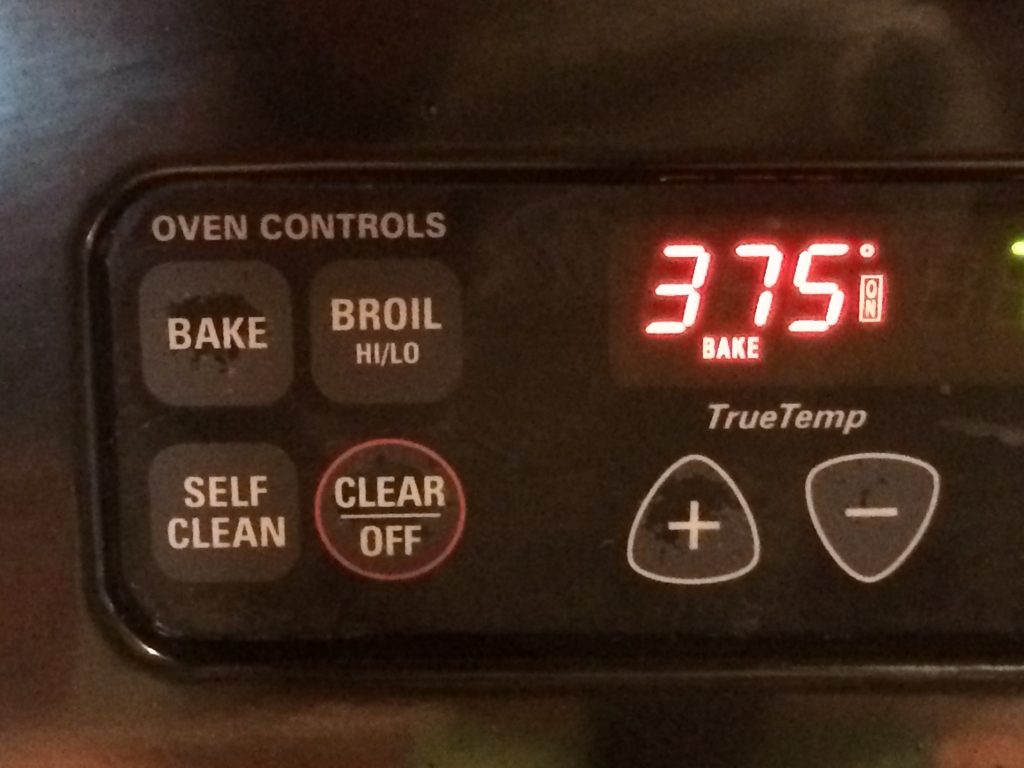 OVEN CONTROLS
BAKE
BROIL
HI/LO
375°
ON
BAKE
TrueTemp
SELF
CLEAN
CLEAR
OFF
+
−